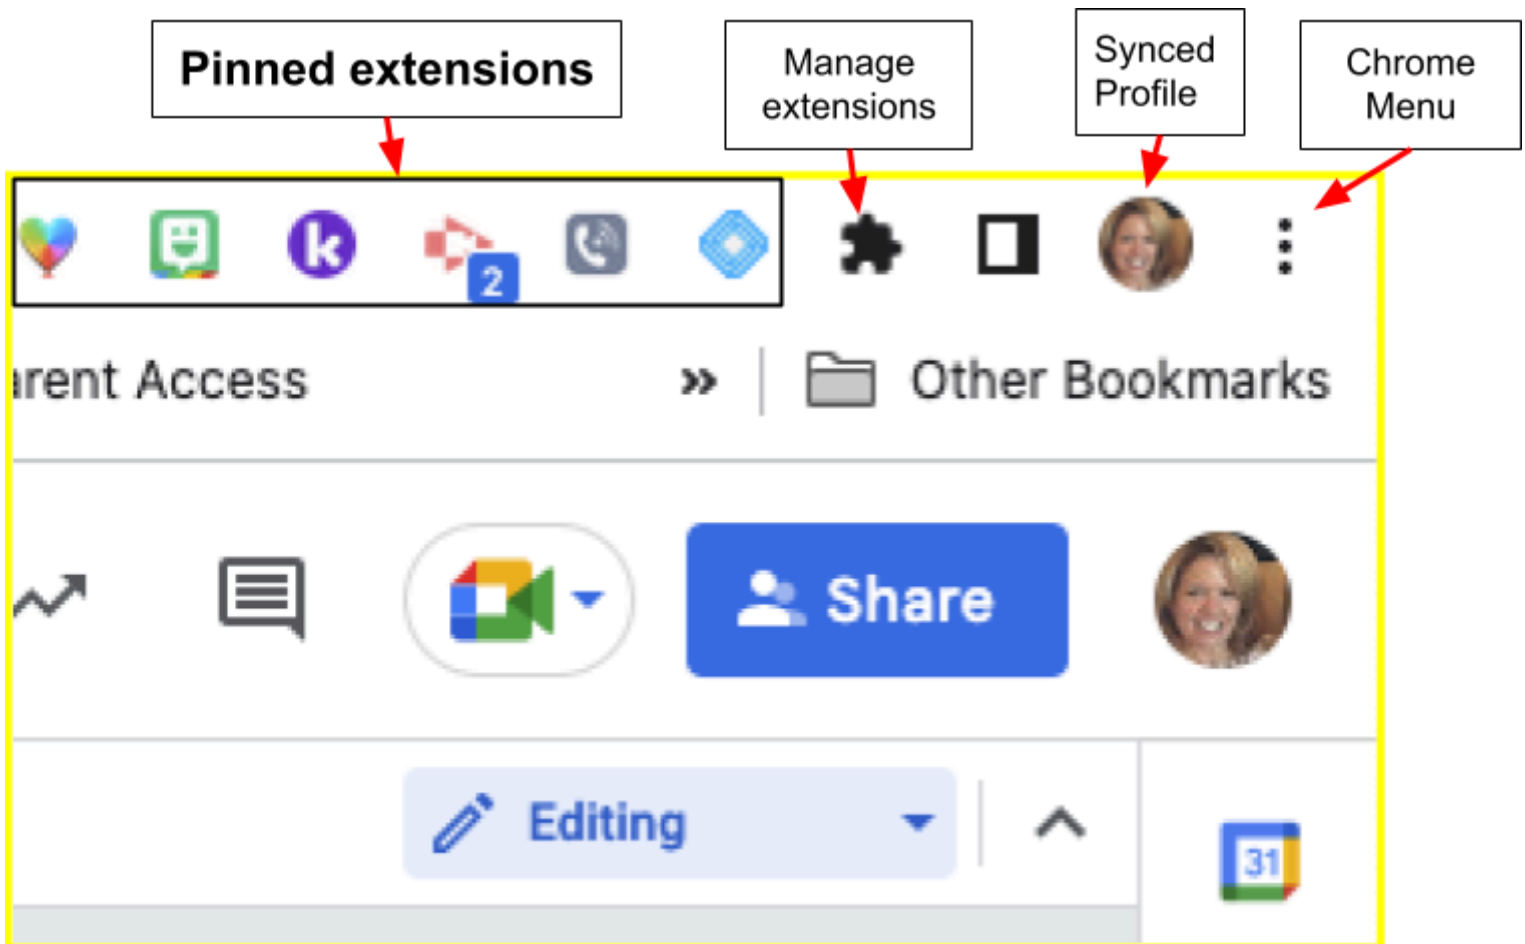 Pinned extensions
Manage
extensions
Synced
Profile
Chrome
Menu
k
2
arent Access
» Other Bookmarks
Share
Editing
31